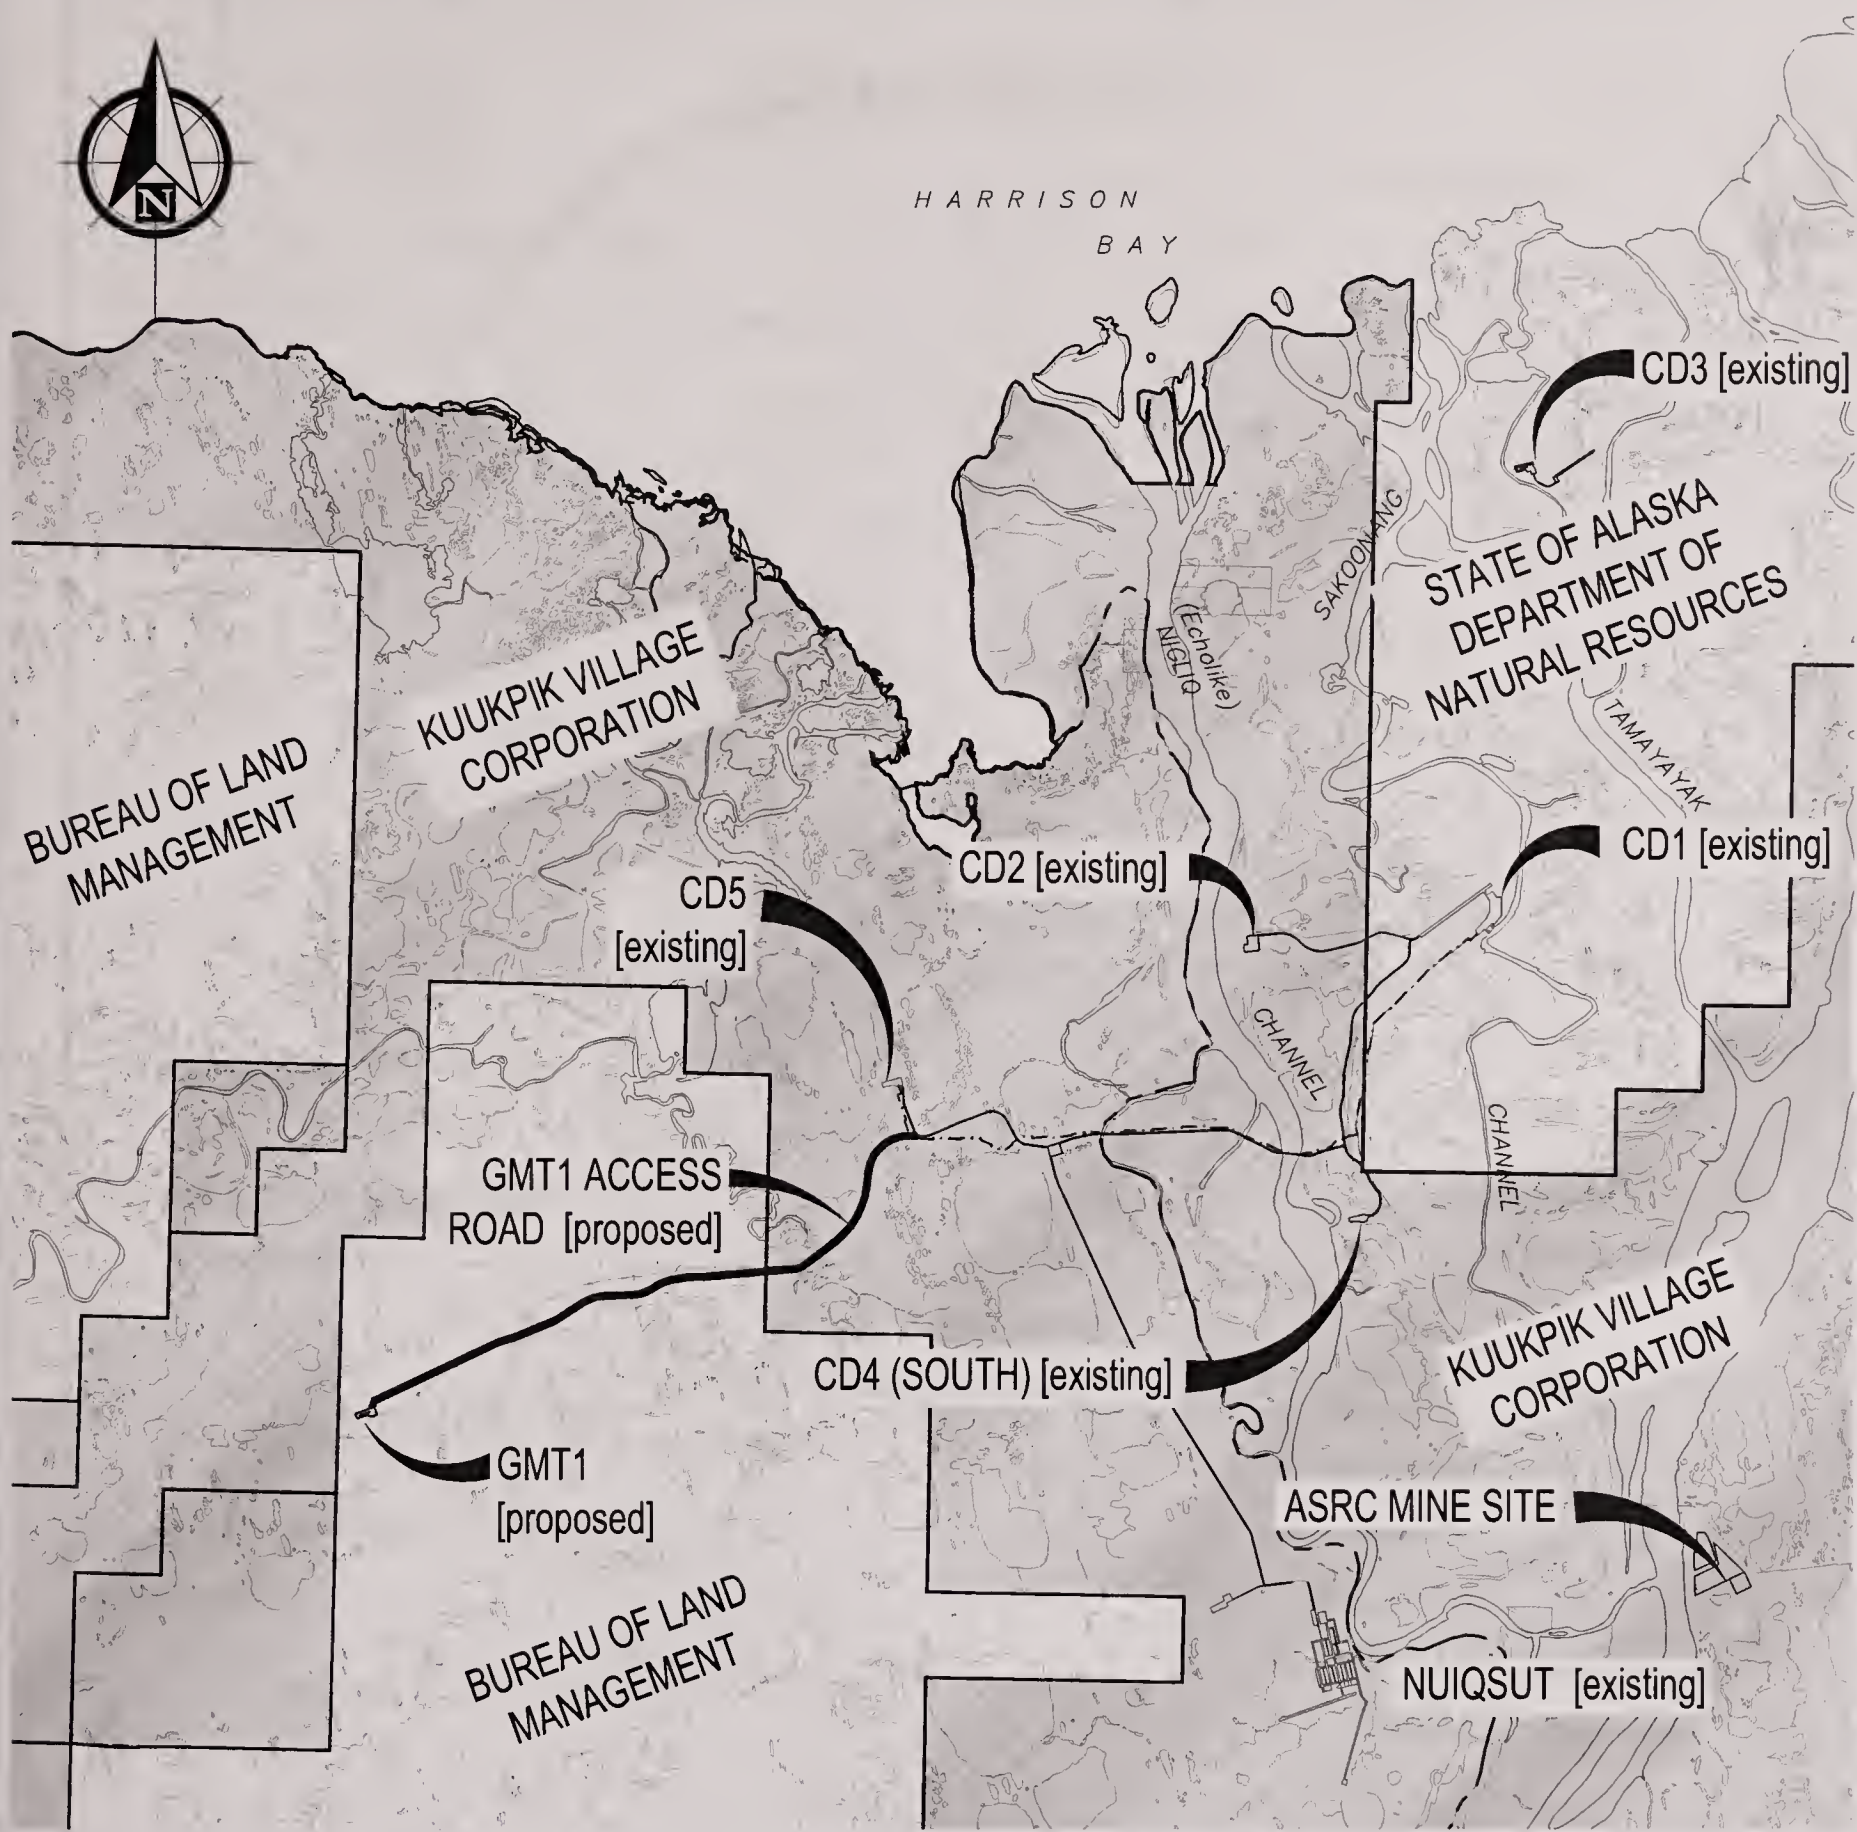 N
HARRISON
BAY
CD3 [existing]
SAKOONANG
STATE OF ALASKA
DEPARTMENT OF
NATURAL RESOURCES
(Echolike)
NIGLIQ
KUUKPIK VILLAGE
CORPORATION
TAMAYAYAK
BUREAU OF LAND
MANAGEMENT
CD1 [existing]
CD2 [existing]
CD5
[existing]
CHANNEL
CHANNEL
GMT1 ACCESS
ROAD [proposed]
KUUKPIK VILLAGE
CORPORATION
CD4 (SOUTH) [existing]
GMT1
[proposed]
ASRC MINE SITE
BUREAU OF LAND
MANAGEMENT
NUIQSUT [existing]